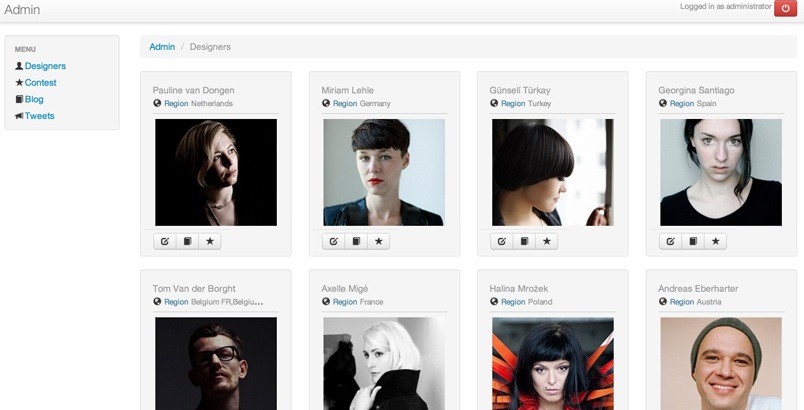 Admin
Logged in as administrator
MENU
Designers
Contest
Blog
Tweets
Admin / Designers
Pauline van Dongen
Region Netherlands
Miriam Lehle
Region Germany
Günseli Türkay
Region Turkey
Georgina Santiago
Region Spain
Tom Van der Borght
Region Belgium FR,Belgiu...
Axelle Migé
Region France
Halina Mrożek
Region Poland
Andreas Eberharter
Region Austria